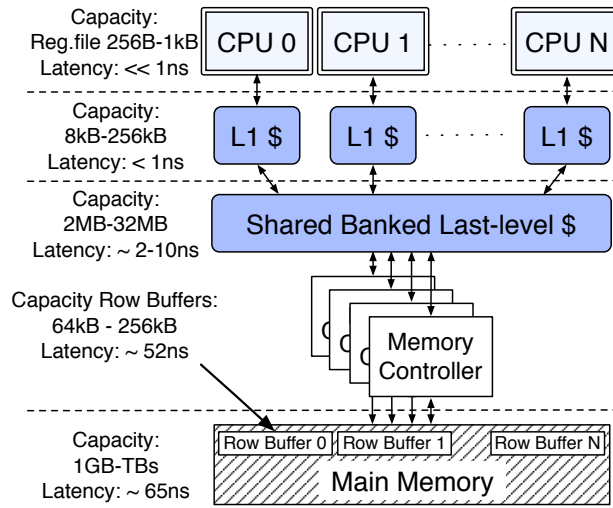 Capacity:
Reg.file 256B-1kB
Latency: << 1ns
CPU 0
CPU 1
CPU N
Capacity:
8kB-256kB
Latency: < 1ns
L1 $
L1 $
L1 $
Capacity:
2MB-32MB
Latency: ~ 2-10ns
Shared Banked Last-level $
Capacity Row Buffers:
64kB - 256kB
Latency: ~ 52ns
Memory
Controller
Capacity:
1GB-TBs
Latency: ~ 65ns
Row Buffer 0
Row Buffer 1
Row Buffer N
Main Memory